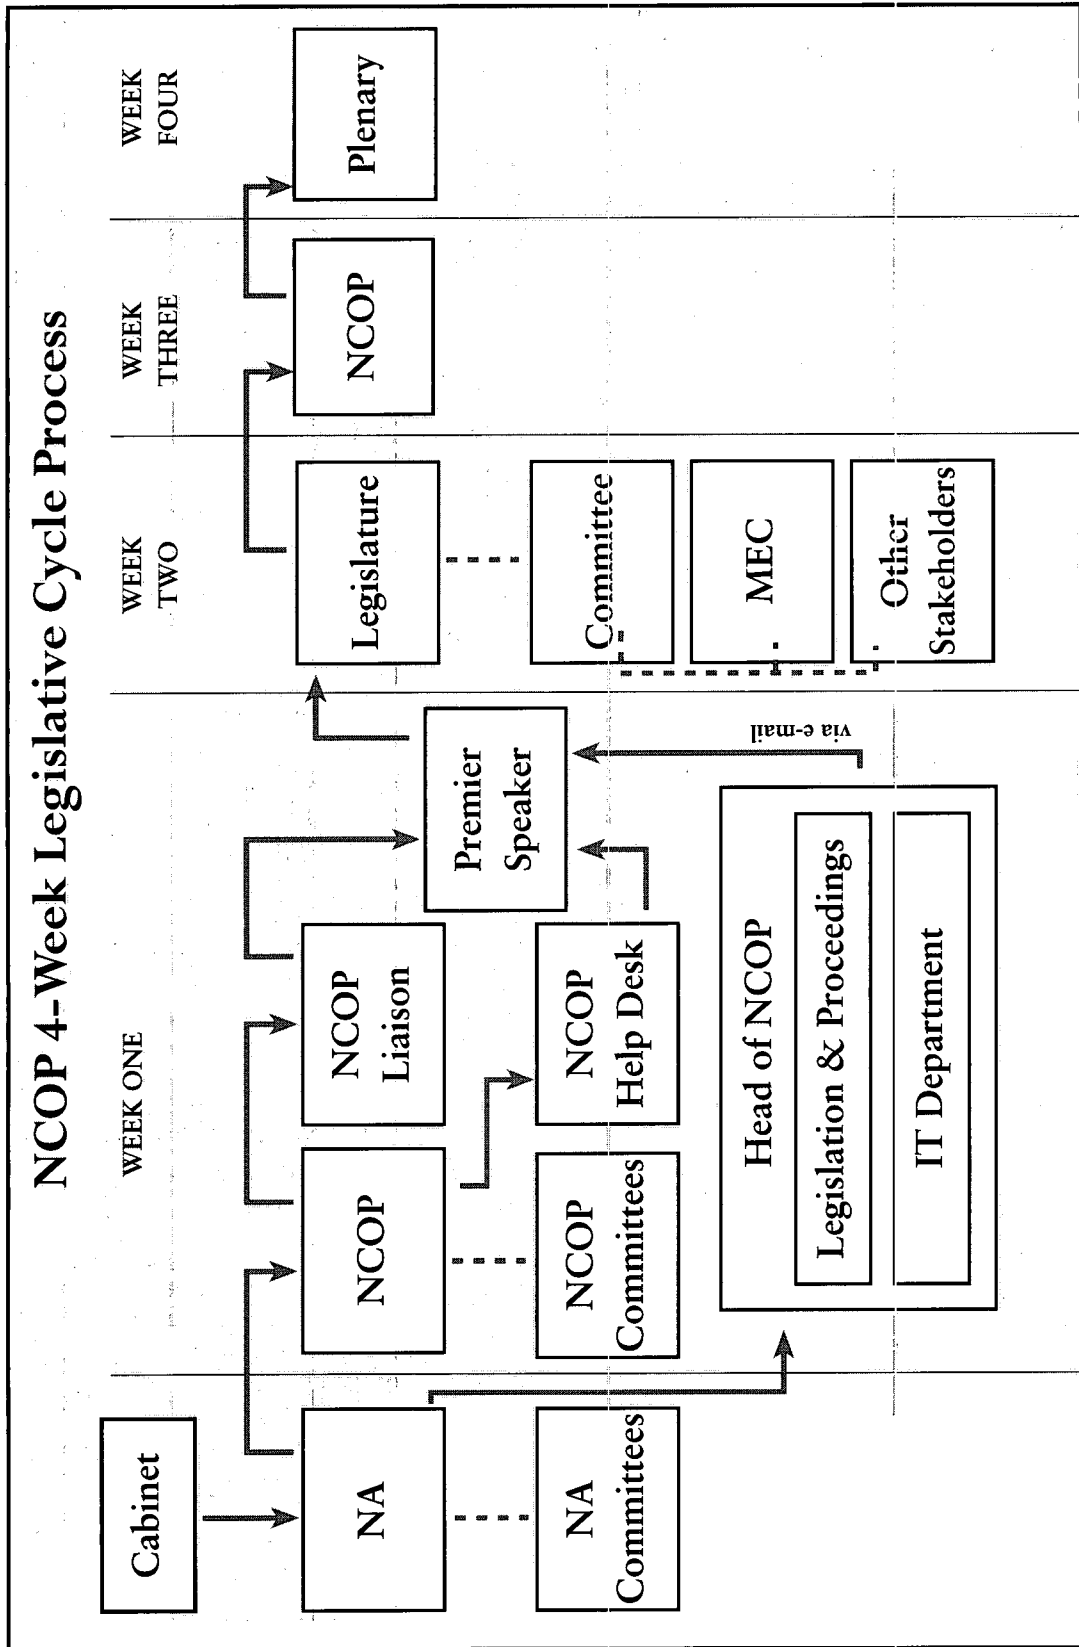 NCOP 4-Week Legislative Cycle Process
WEEK ONE
WEEK
TWO
WEEK
THREE
WEEK
FOUR
Cabinet
NA
NA
Committees
NCOP
NCOP
Committees
NCOP
Liaison
NCOP
Help Desk
Premier
Speaker
Head of NCOP
Legislation & Proceedings
IT Department
via e-mail
Legislature
Committee
MEC
Other
Stakeholders
NCOP
Plenary